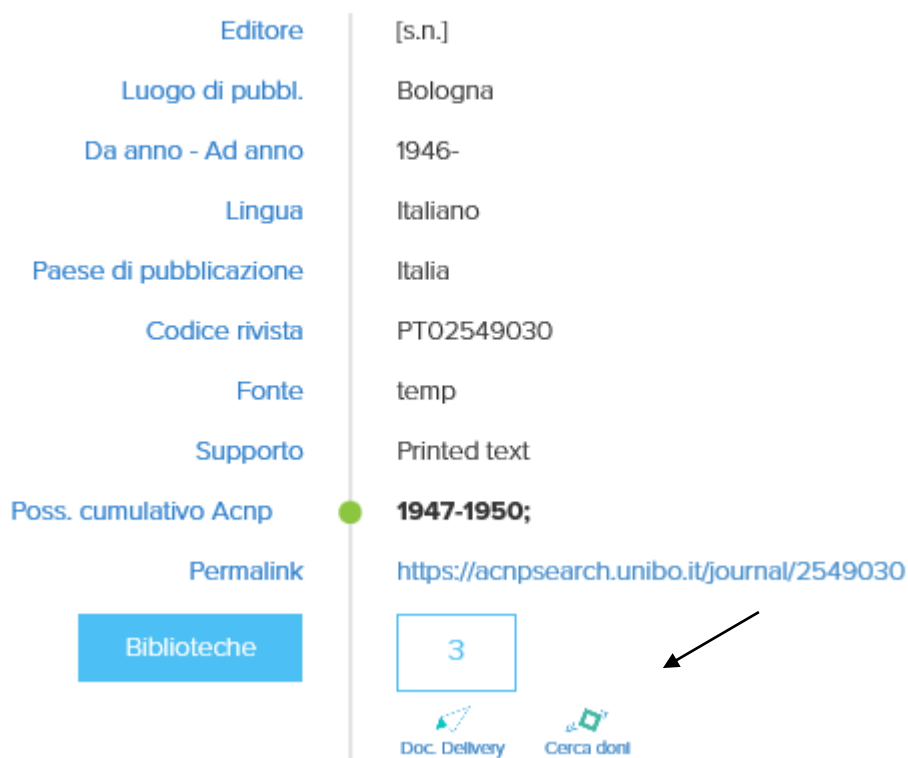 Editore [s.n.]
Luogo di pubbl. Bologna
Da anno - Ad anno 1946-
Lingua Italiano
Paese di pubblicazione Italia
Codice rivista PT02549030
Fonte temp
Supporto Printed text
Poss. cumulativo Acnp 1947-1950;
Permalink https://acnpsearch.unibo.it/journal/2549030
Biblioteche 3
Doc. Delivery Cerca doni